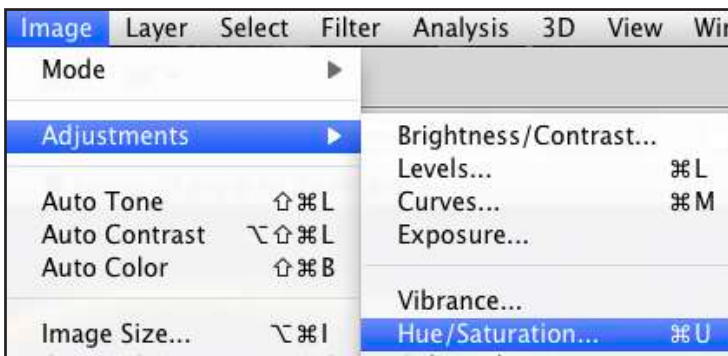 Image Layer Select Filter Analysis 3D View
Mode ▶
Adjustments ▶
Auto Tone ⇧⌘L
Auto Contrast ⌥⇧⌘L
Auto Color ⇧⌘B
Image Size... ⌥⌘I
Brightness/Contrast...
Levels... ⌘L
Curves... ⌘M
Exposure...
Vibrance...
Hue/Saturation... ⌘U